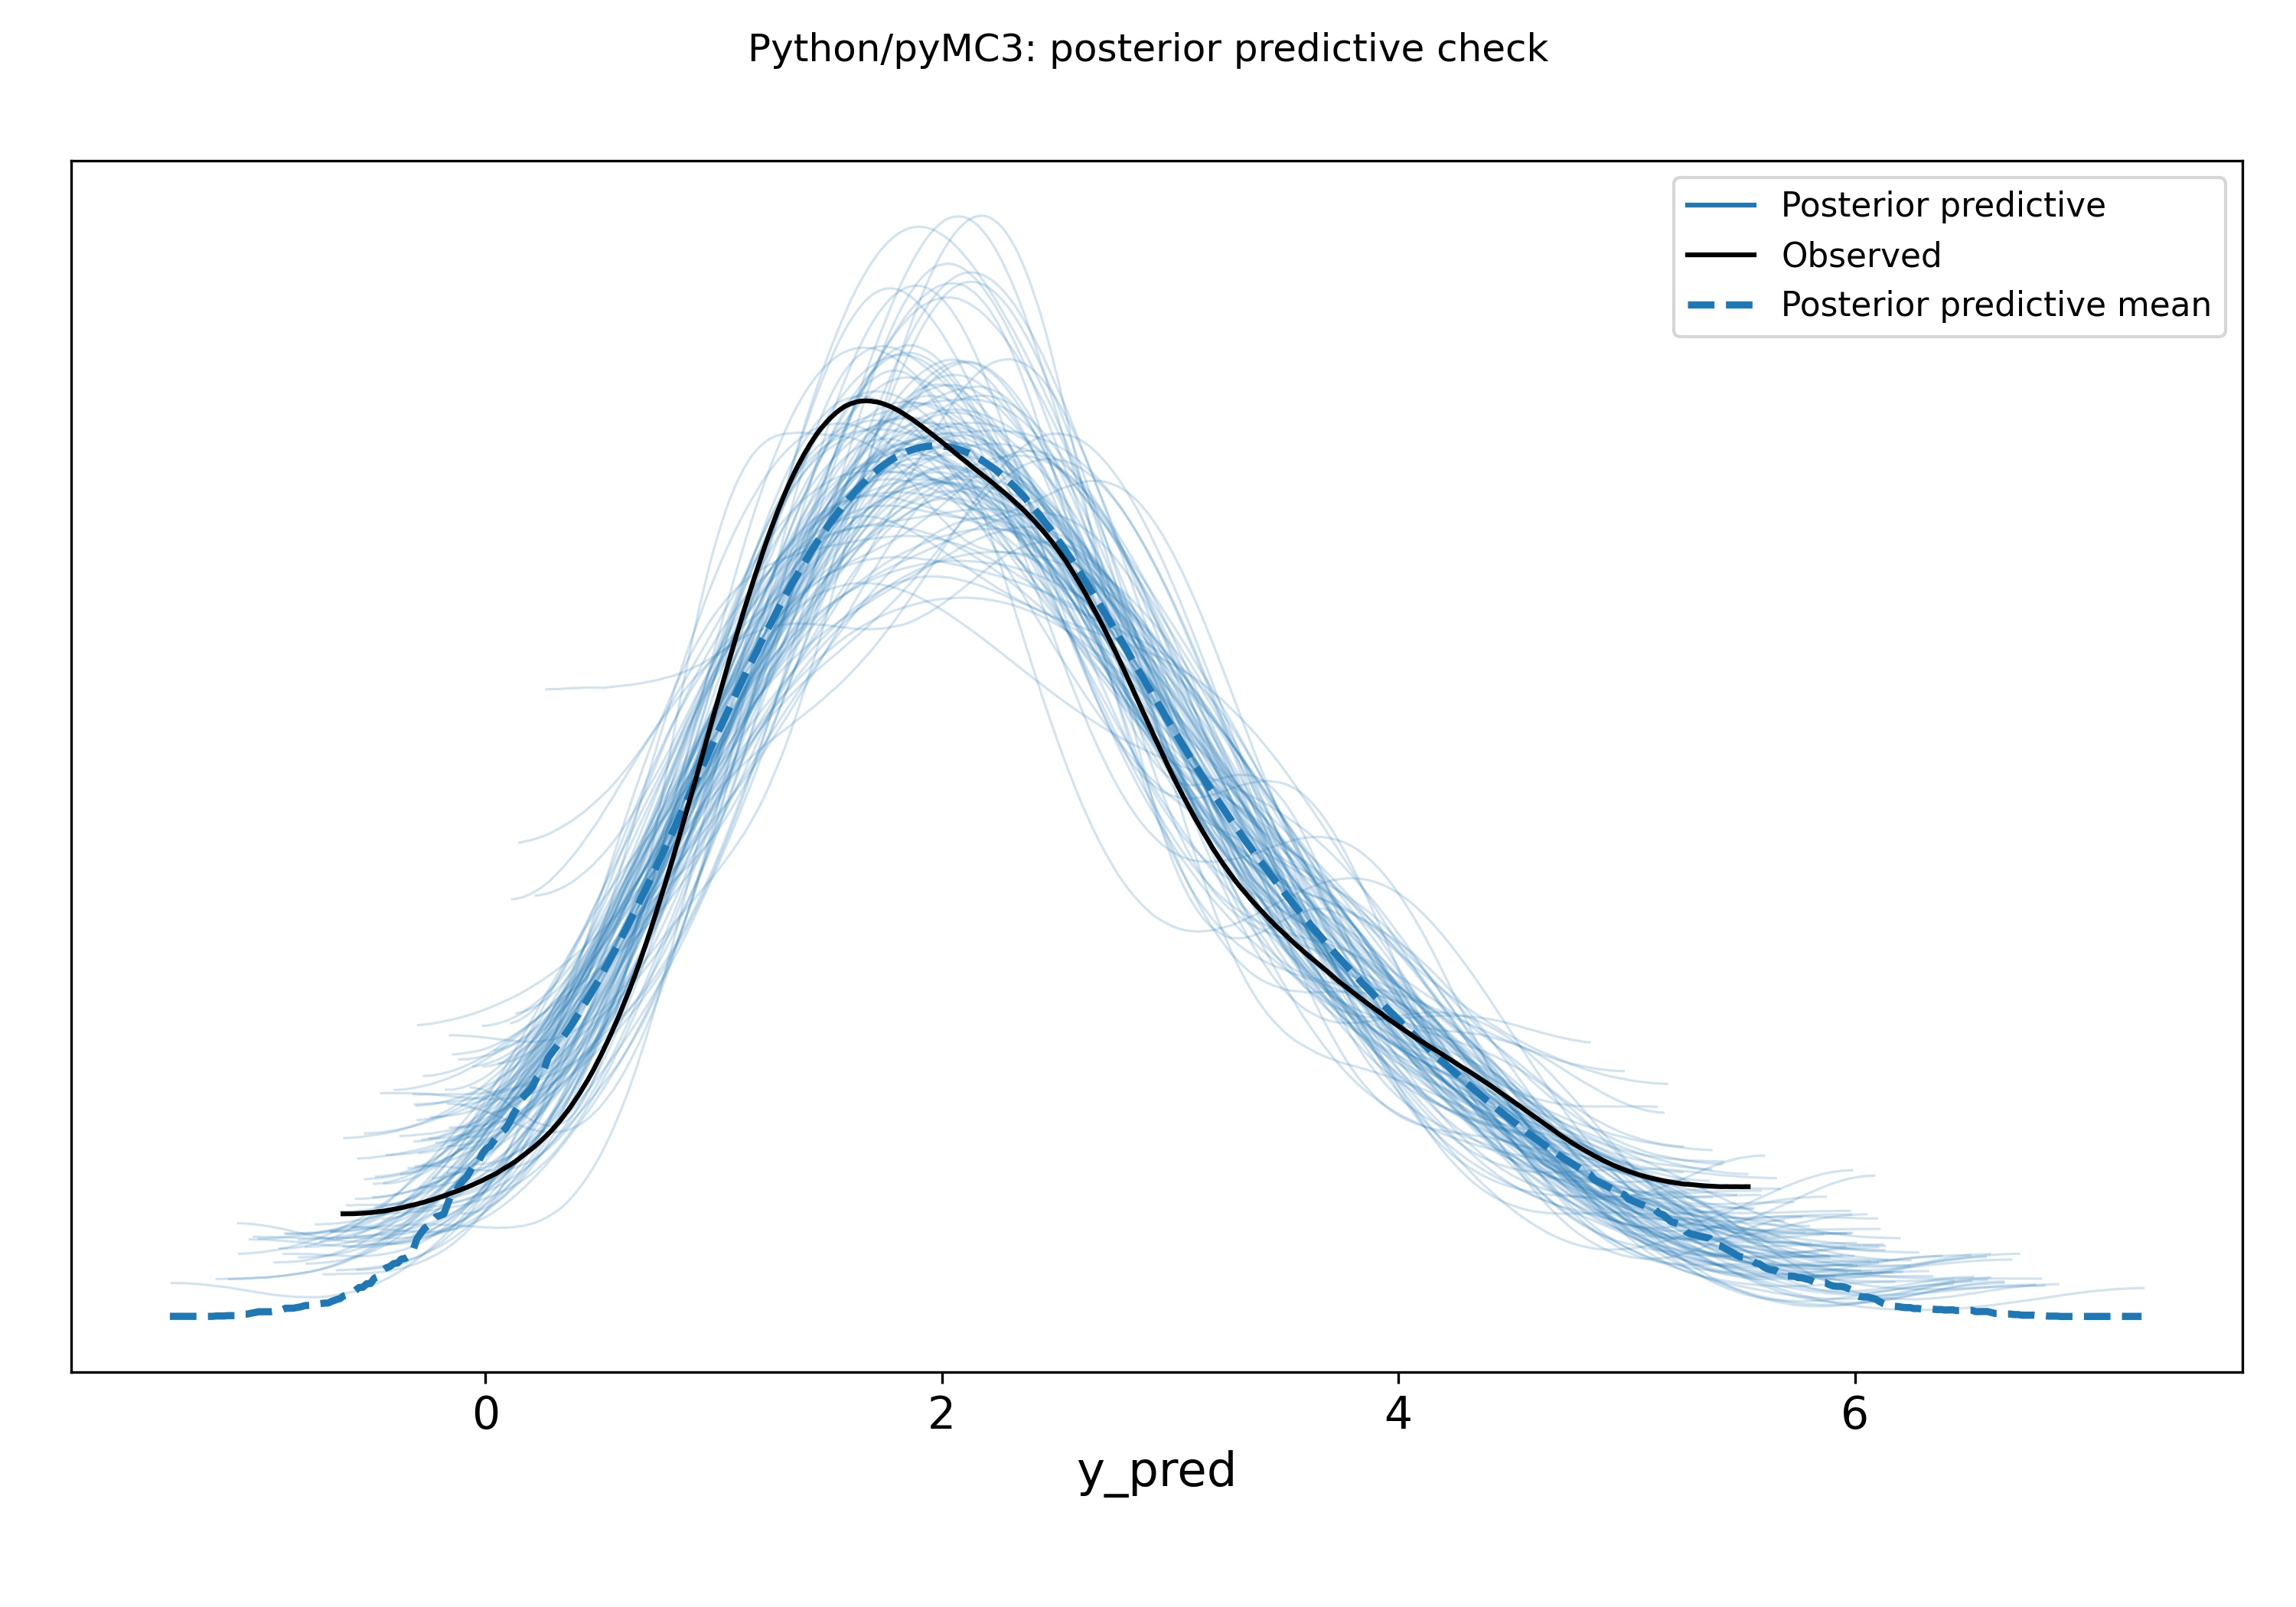 Python/pyMC3: posterior predictive check
Posterior predictive
Observed
Posterior predictive mean
0 2 4 6
y_pred